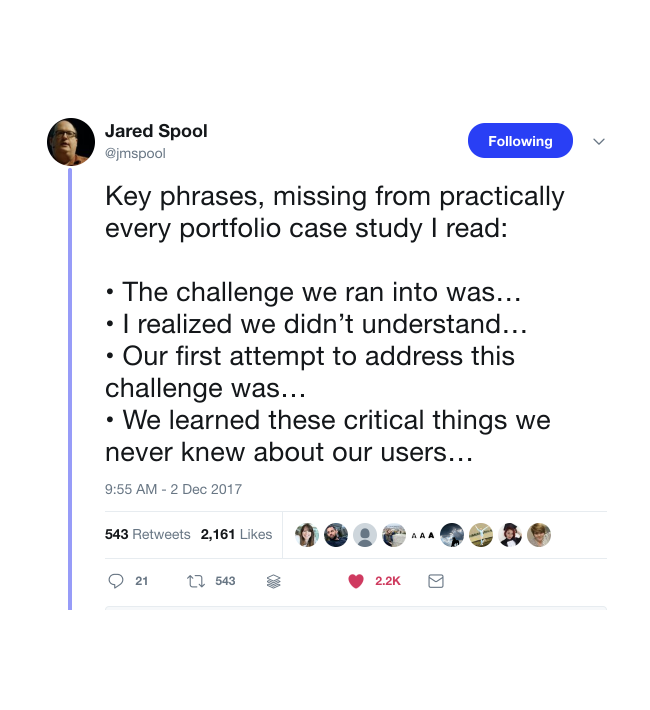 Jared Spool
@jmspool
Following
Key phrases, missing from practically
every portfolio case study I read:
• The challenge we ran into was…
• I realized we didn’t understand…
• Our first attempt to address this
challenge was…
• We learned these critical things we
never knew about our users…
9:55 AM - 2 Dec 2017
543 Retweets 2,161 Likes
A A A
21 543 2.2K